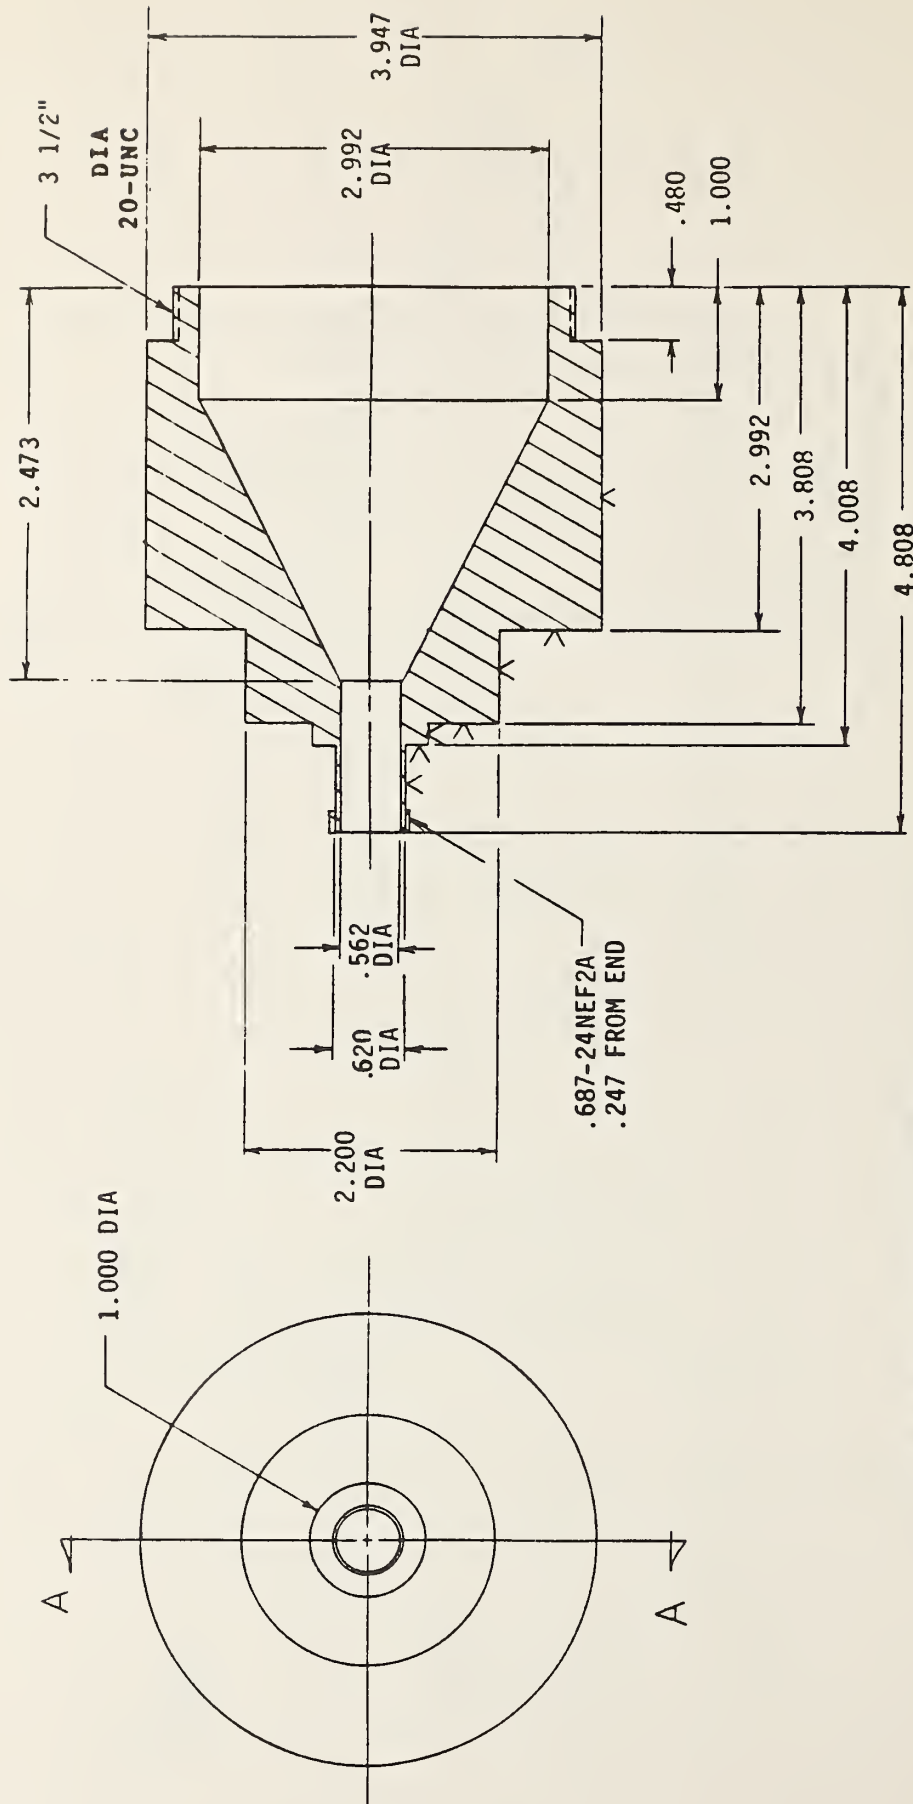 3 1/2"
DIA
20-UNC
3.947
DIA
2.992
DIA
2.473
.480
1.000
2.992
3.808
4.008
4.808
.562
DIA
.620
DIA
2.200
DIA
.687-24NEF2A
.247 FROM END
1.000 DIA
A
A